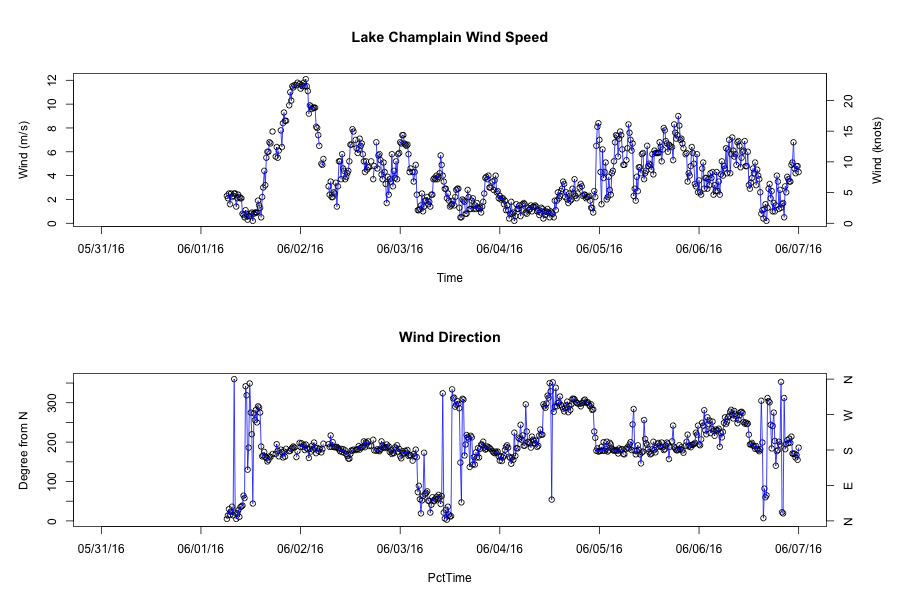 Lake Champlain Wind Speed
12
10
8
6
4
2
0
Wind (m/s)
20
15
10
5
0
Wind (knots)
05/31/16 06/01/16 06/02/16 06/03/16 06/04/16 06/05/16 06/06/16 06/07/16
Time
Wind Direction
300
200
100
0
Degree from N
N
W
S
E
N
05/31/16 06/01/16 06/02/16 06/03/16 06/04/16 06/05/16 06/06/16 06/07/16
PctTime